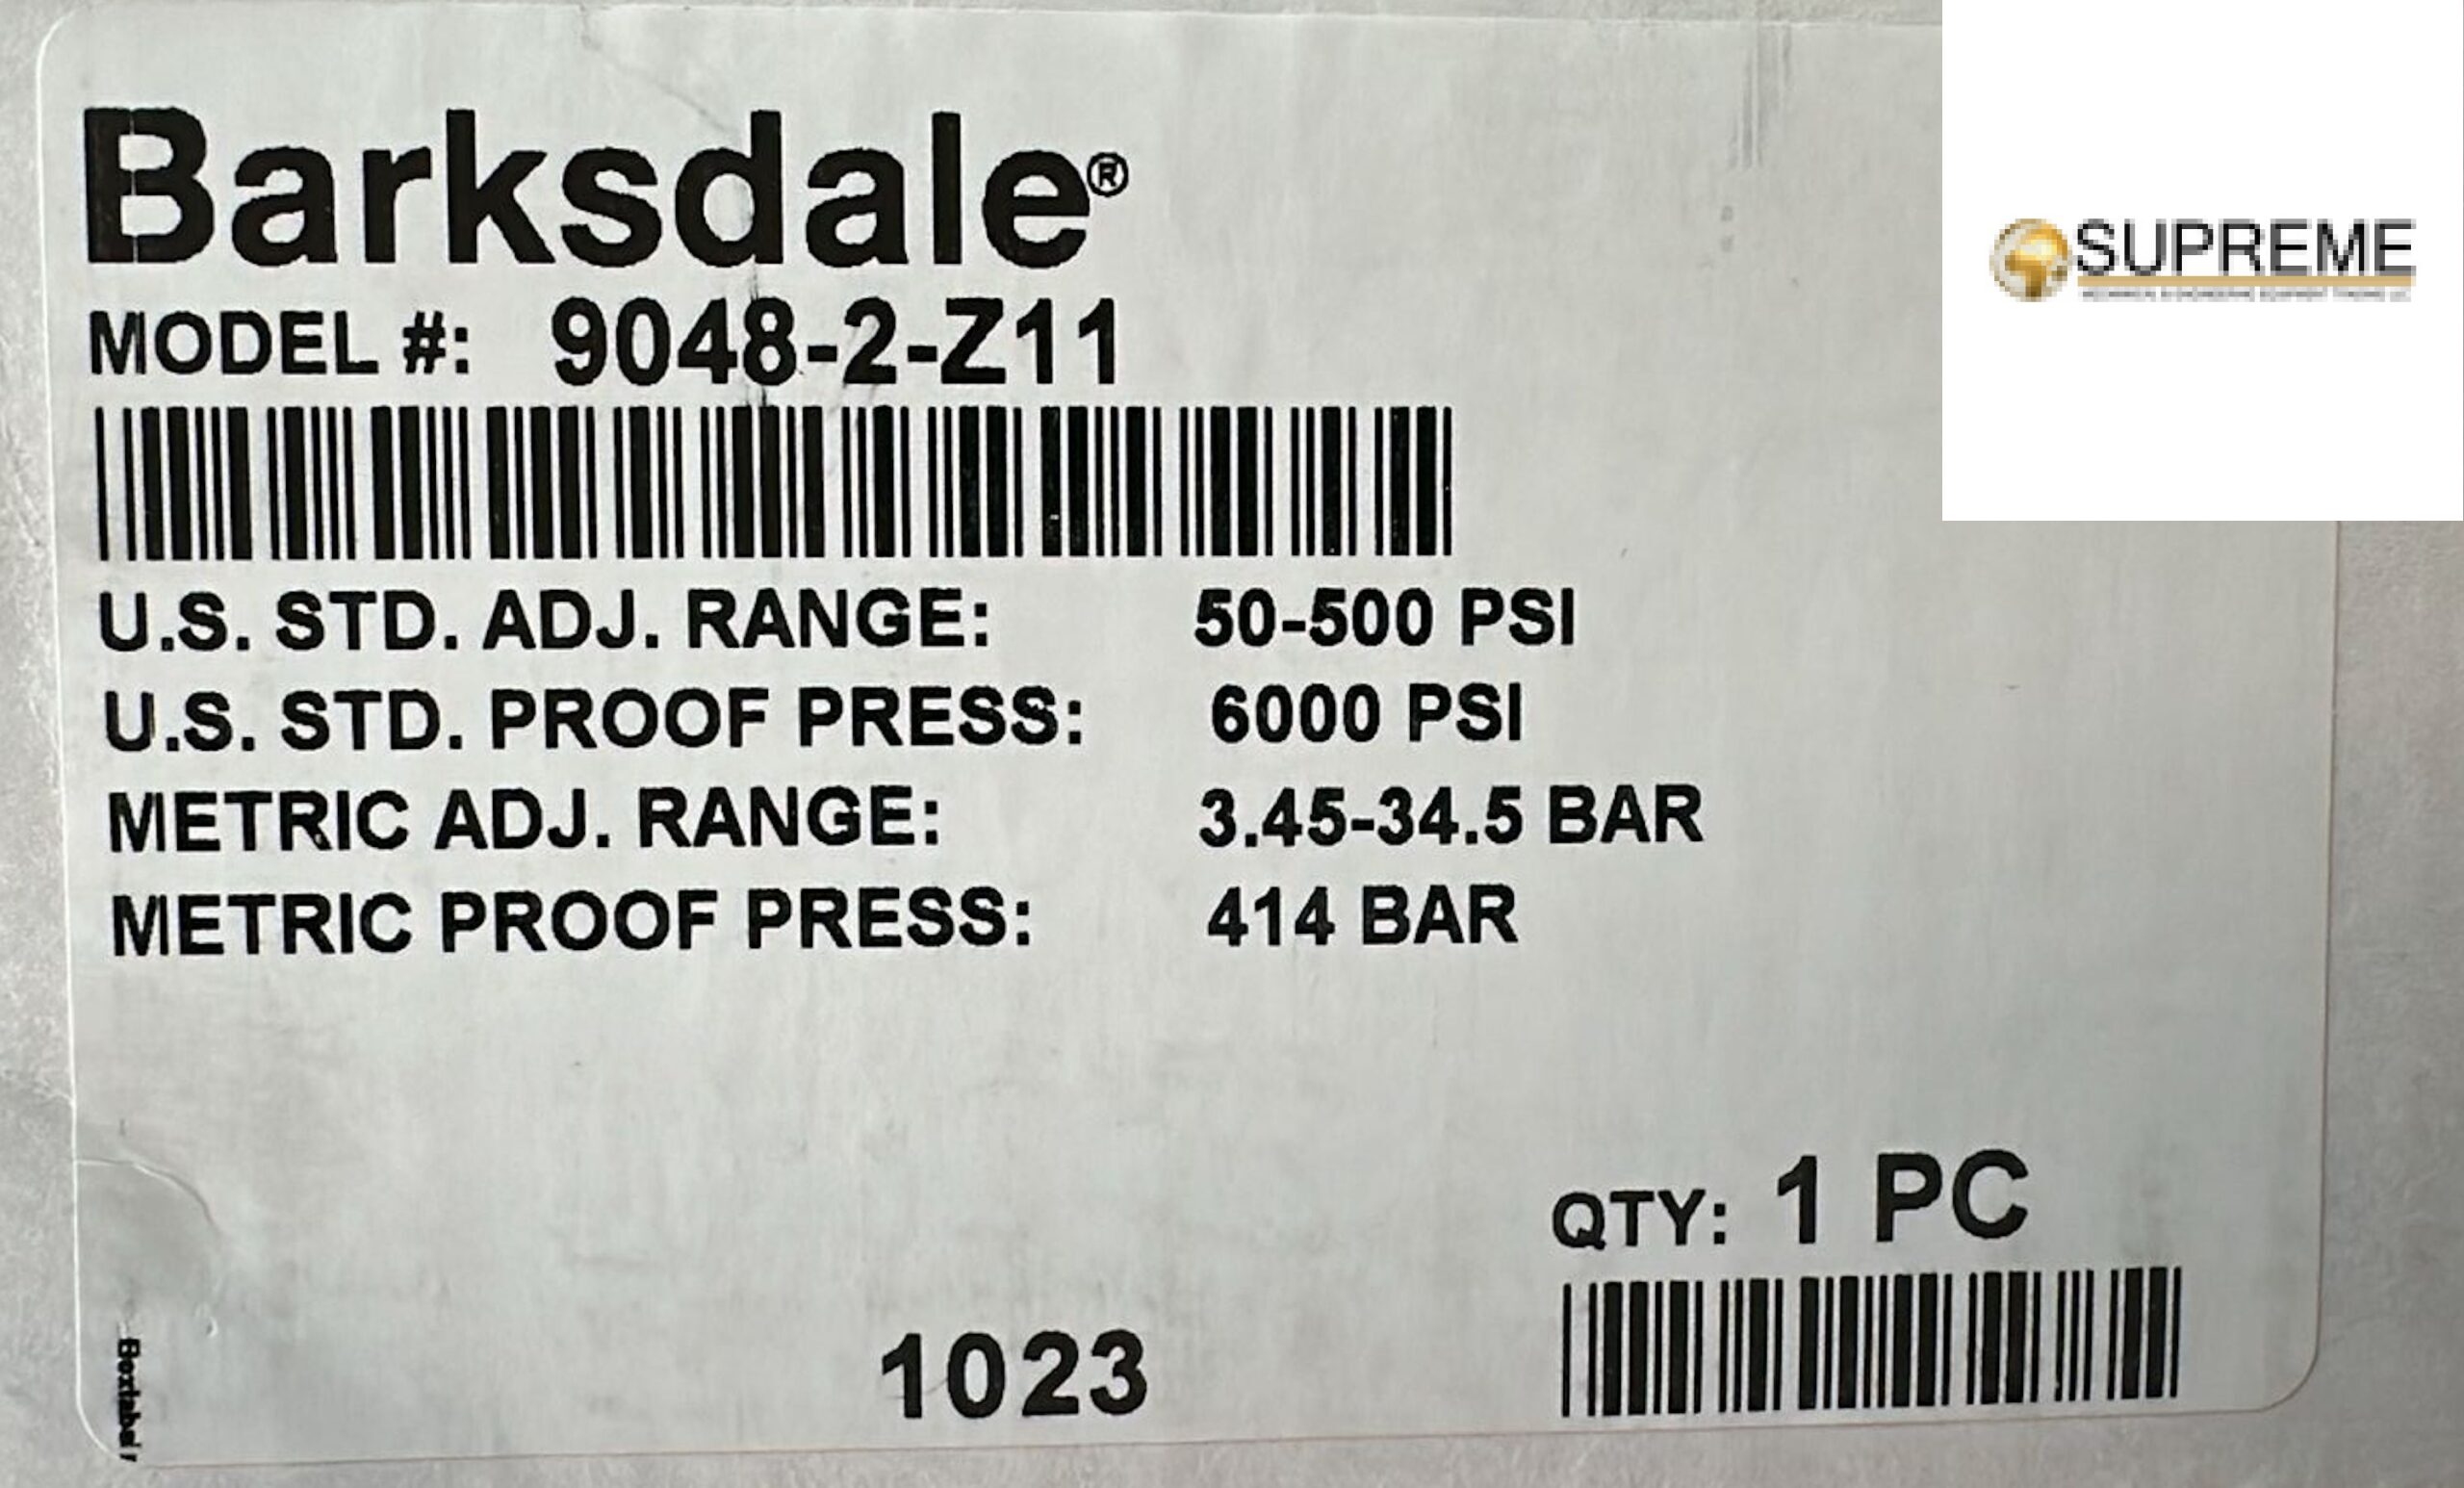 Barksdale®
MODEL #: 9048-2-Z11
U.S. STD. ADJ. RANGE: 50-500 PSI
U.S. STD. PROOF PRESS: 6000 PSI
METRIC ADJ. RANGE: 3.45-34.5 BAR
METRIC PROOF PRESS: 414 BAR
QTY: 1 PC
1023
SUPREME